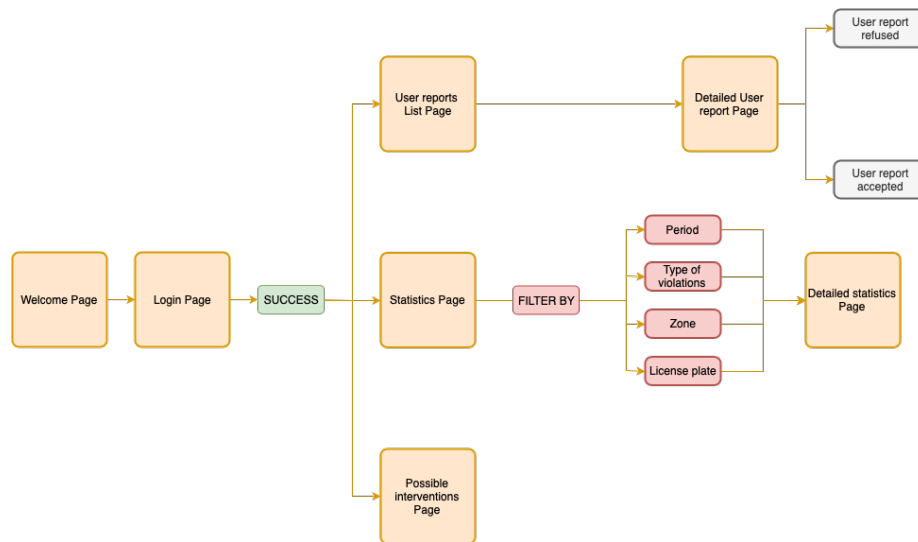 User report
refused
User reports
List Page
Detailed User
report Page
User report
accepted
Welcome Page
Login Page
SUCCESS
Statistics Page
FILTER BY
Period
Type of
violations
Zone
License plate
Detailed statistics
Page
Possible
interventions
Page